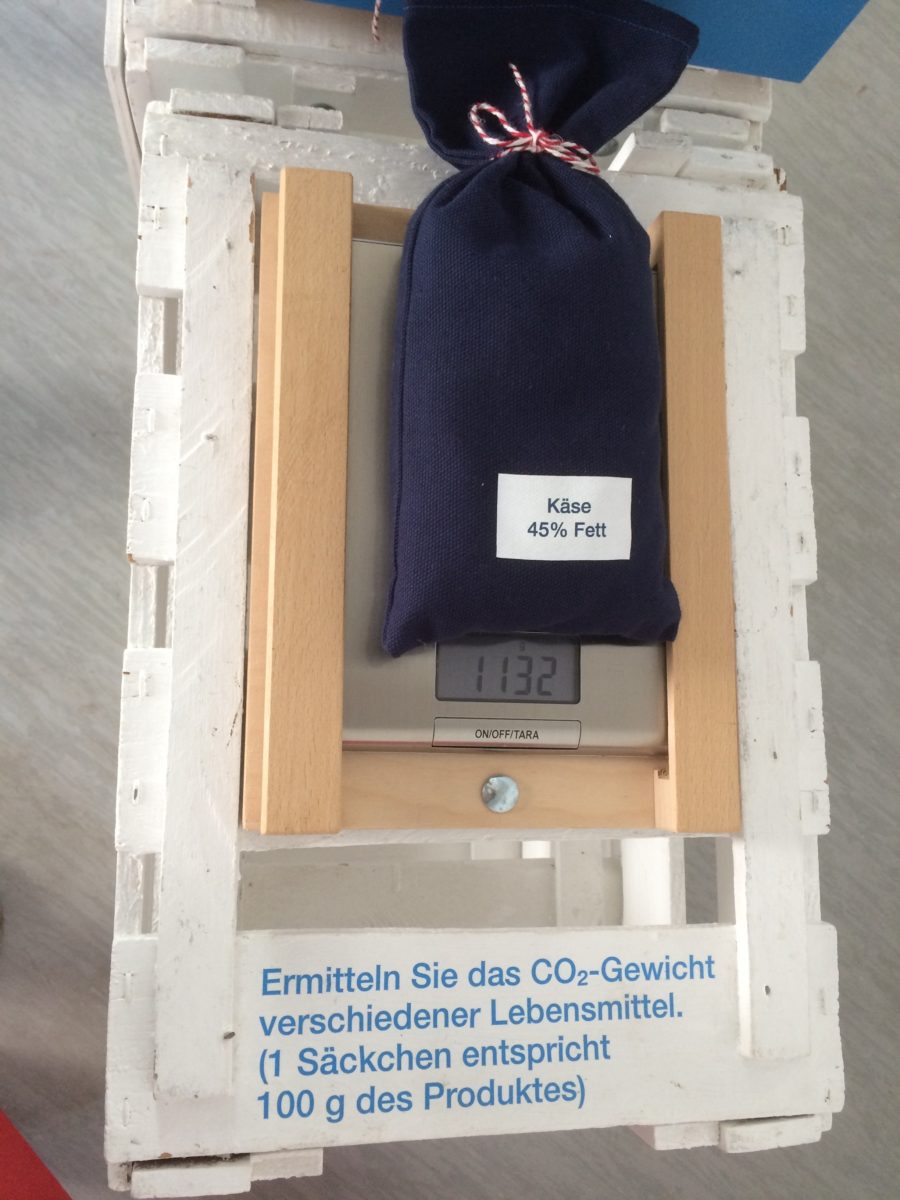 Käse
45% Fett
g
1132
ON/OFF/TARA
Ermitteln Sie das CO₂-Gewicht
verschiedener Lebensmittel.
(1 Säckchen entspricht
100 g des Produktes)